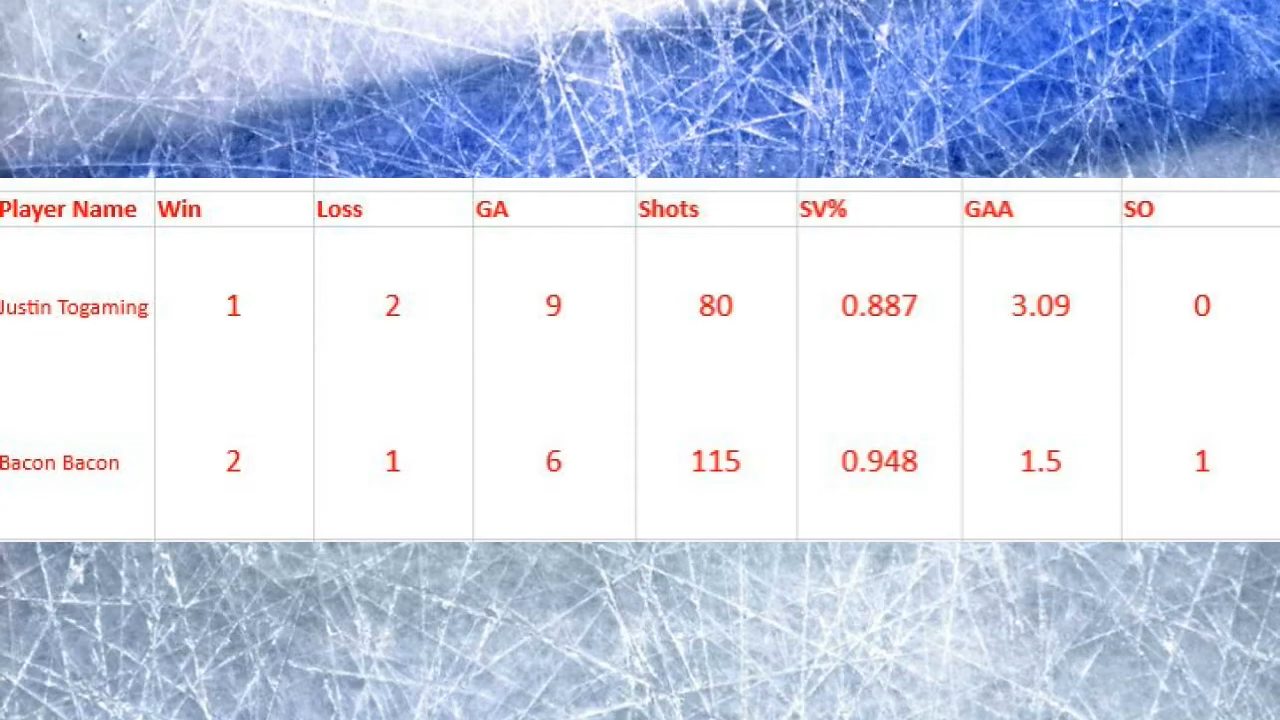 Player Name Win Loss GA Shots SV% GAA SO
Justin Togaming 1 2 9 80 0.887 3.09 0
Bacon Bacon 2 1 6 115 0.948 1.5 1